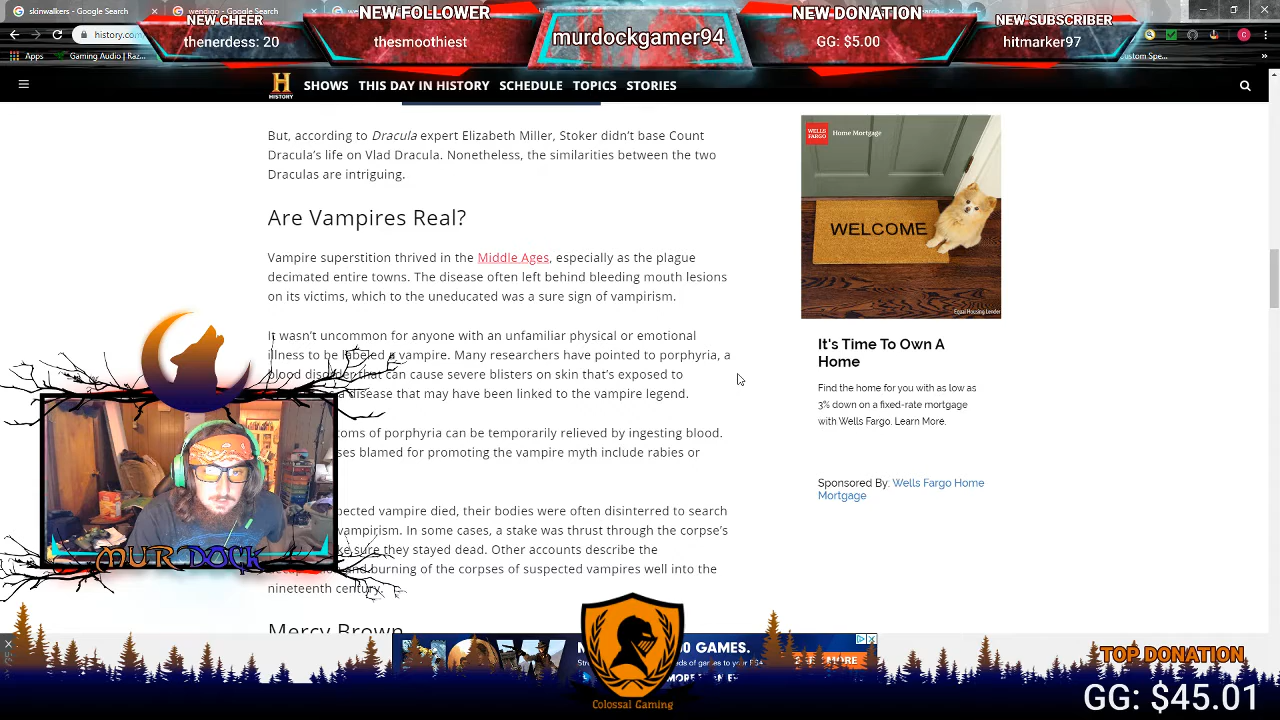 skinwalkers - Google Search
Google Search
NEW CHEER
thenerdess: 20
NEW FOLLOWER
thesmoothiest
murdockgamer94
NEW DONATION
GG: $5.00
NEW SUBSCRIBER
hitmarker97
history.com
Apps
Gaming Audio | Raz...
HISTORY
SHOWS THIS DAY IN HISTORY SCHEDULE TOPICS STORIES
But, according to Dracula expert Elizabeth Miller, Stoker didn't base Count
Dracula's life on Vlad Dracula. Nonetheless, the similarities between the two
Draculas are intriguing.
Are Vampires Real?
Vampire superstition thrived in the Middle Ages, especially as the plague
decimated entire towns. The disease often left behind bleeding mouth lesions
on its victims, which to the uneducated was a sure sign of vampirism.
It wasn't uncommon for anyone with an unfamiliar physical or emotional
illness to be labeled a vampire. Many researchers have pointed to porphyria, a
blood disorder that can cause severe blisters on skin that's exposed to
a disease that may have been linked to the vampire legend.
of porphyria can be temporarily relieved by ingesting blood.
blamed for promoting the vampire myth include rabies or
died, their bodies were often disinterred to search
vampirism. In some cases, a stake was thrust through the corpse's
sure they stayed dead. Other accounts describe the
burning of the corpses of suspected vampires well into the
nineteenth century.
Mercy Brown
WELLS FARGO
Home Mortgage
WELCOME
Equal Housing Lender
It's Time To Own A
Home
Find the home for you with as low as
3% down on a fixed-rate mortgage
with Wells Fargo. Learn More.
Sponsored By: Wells Fargo Home
Mortgage
MURDOCK
GAMES.
Colossal Gaming
TOP DONATION
GG: $45.01